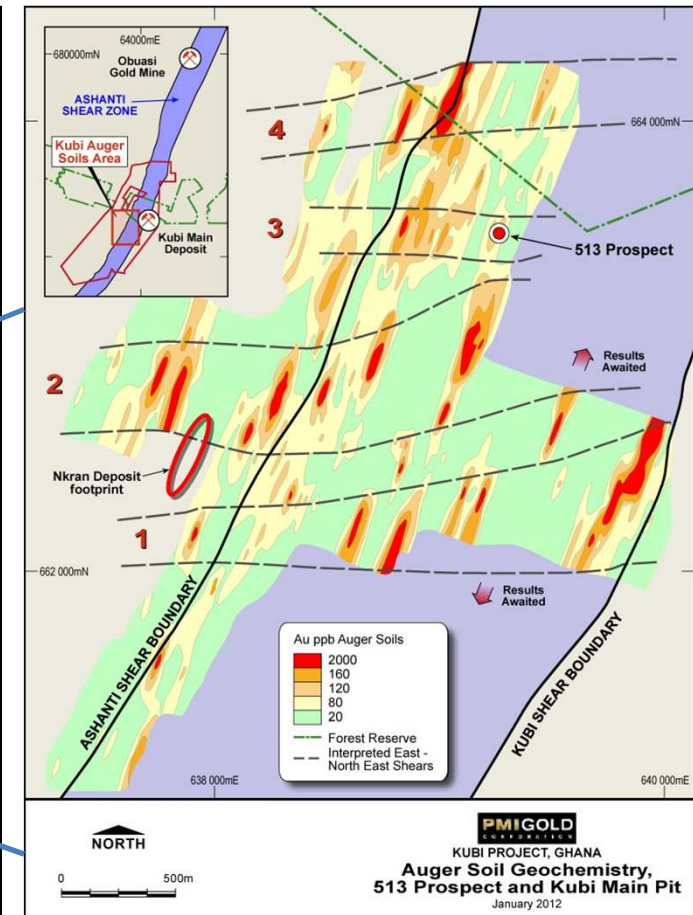 680000mN
64000mE
Obuasi
Gold Mine
ASHANTI
SHEAR ZONE
Kubi Auger
Soils Area
Kubi Main
Deposit
4
664 000mN
3
513 Prospect
Results
Awaited
2
Nkran Deposit
footprint
1
662 000mN
Results
Awaited
ASHANTI SHEAR BOUNDARY
KUBI SHEAR BOUNDARY
Au ppb Auger Soils
2000
160
120
80
20
Forest Reserve
Interpreted East -
North East Shears
638 000mE
640 000mE
NORTH
0 500m
PMIGOLD
CORPORATION
KUBI PROJECT, GHANA
Auger Soil Geochemistry,
513 Prospect and Kubi Main Pit
January 2012